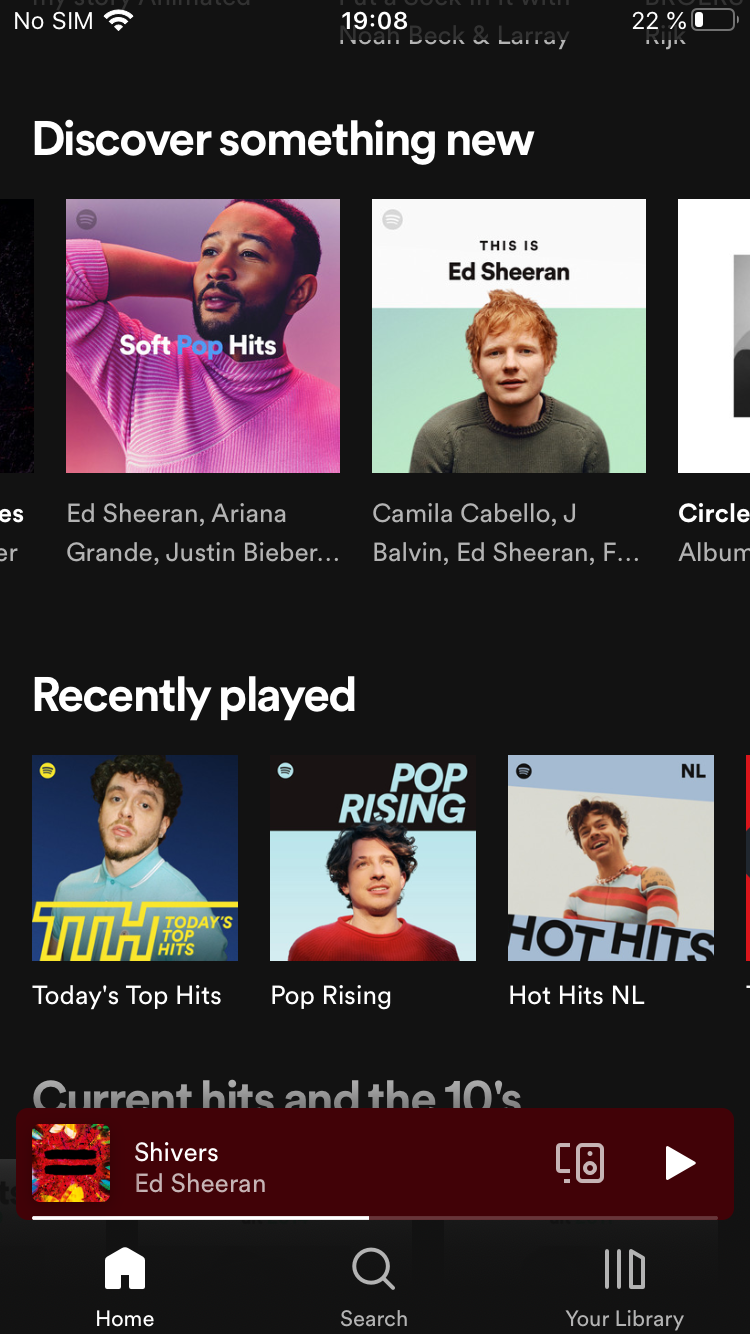 No SIM 19:08 22 %
Noah Beck & Larray Rijk
Discover something new
Soft Pop Hits
THIS IS
Ed Sheeran
es
Ed Sheeran, Ariana
Grande, Justin Bieber…
er
Camila Cabello, J
Balvin, Ed Sheeran, F…
Circle
Album
Recently played
TTH TODAY'S
TOP
HITS
POP
RISING
NL
HOT HITS
Today's Top Hits
Pop Rising
Hot Hits NL
Current hits and the 10's
Shivers
Ed Sheeran
Home
Search
Your Library